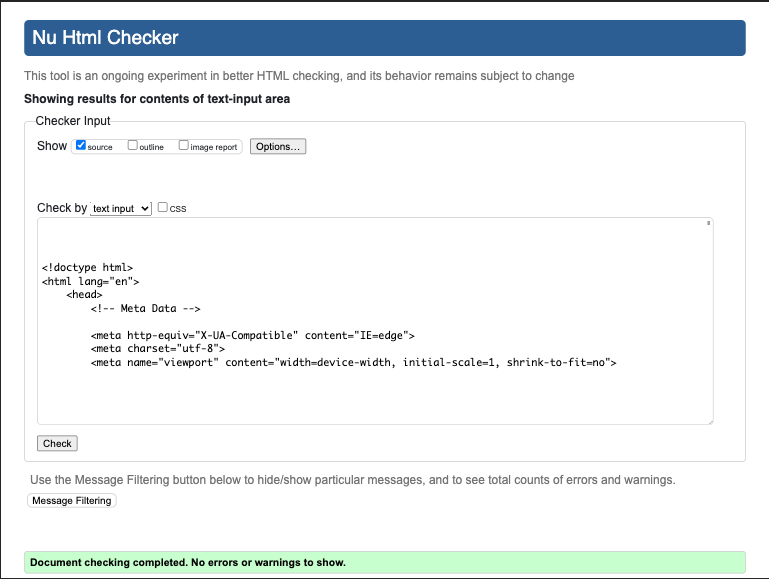 Nu Html Checker
This tool is an ongoing experiment in better HTML checking, and its behavior remains subject to change
Showing results for contents of text-input area
Checker Input
Show source outline image report Options...
Check by text input css
<!doctype html>
<html lang="en">
<head>
<!-- Meta Data -->
<meta http-equiv="X-UA-Compatible" content="IE=edge">
<meta charset="utf-8">
<meta name="viewport" content="width=device-width, initial-scale=1, shrink-to-fit=no">
Check
Use the Message Filtering button below to hide/show particular messages, and to see total counts of errors and warnings.
Message Filtering
Document checking completed. No errors or warnings to show.